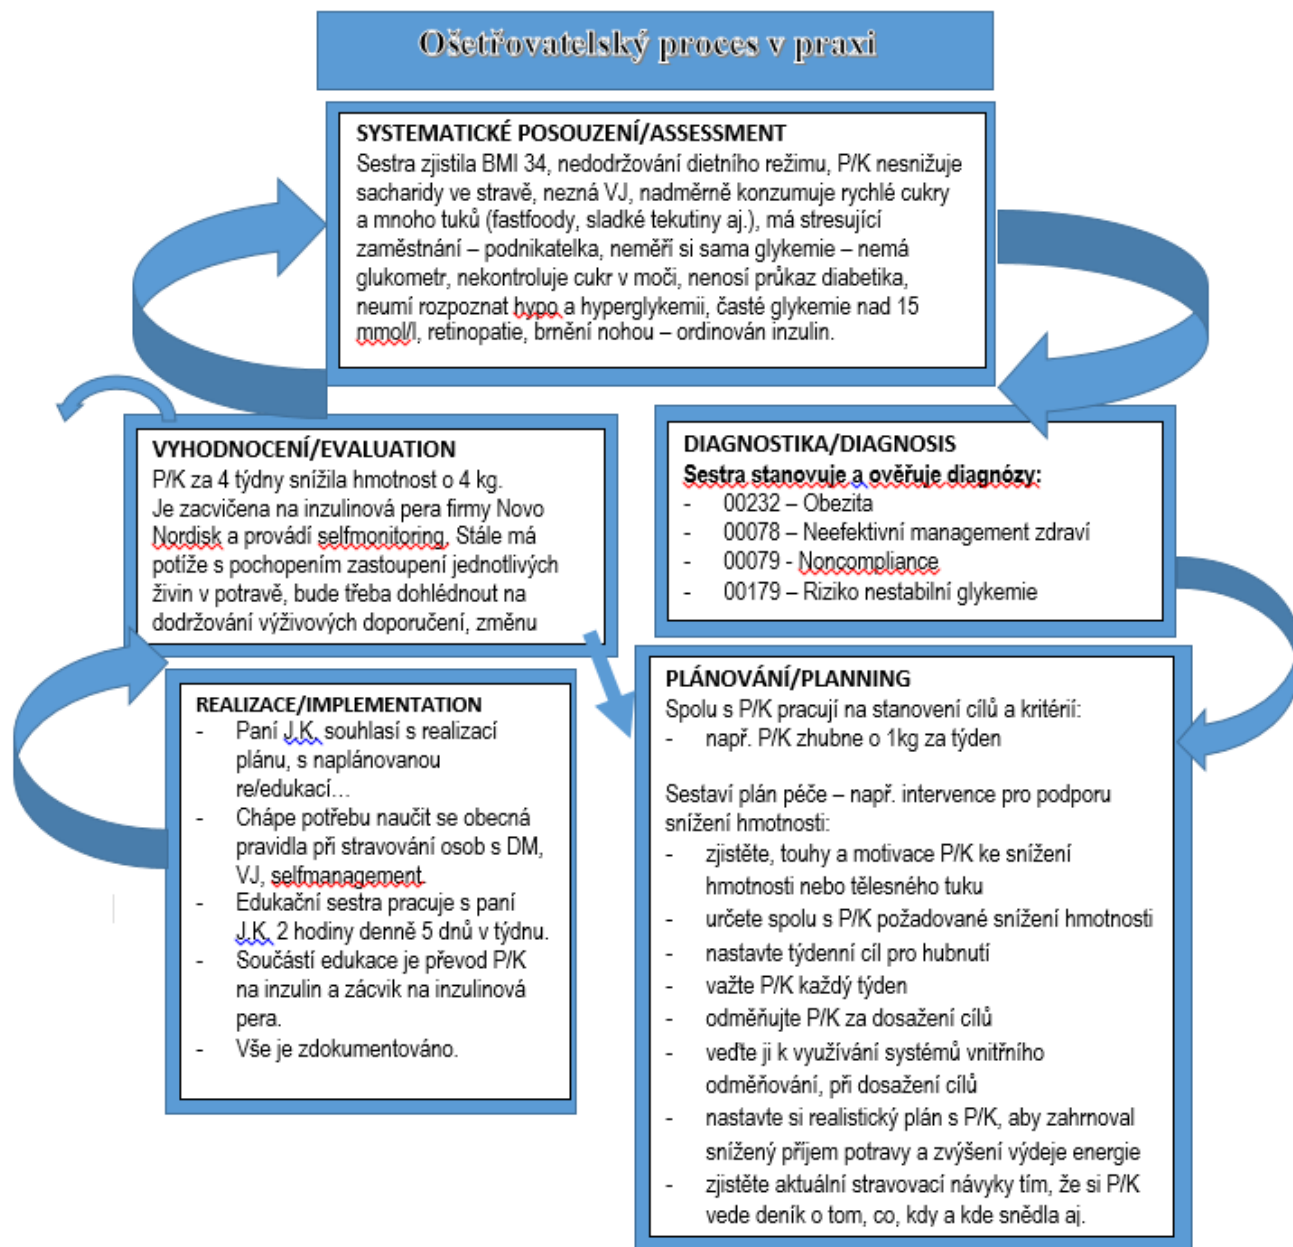 Ošetřovatelský proces v praxi
SYSTEMATICKÉ POSOUZENÍ/ASSESSMENT
Sestra zjistila BMI 34, nedodržování dietního režimu, P/K nesnižuje
sacharidy ve stravě, nezná VJ, nadměrně konzumuje rychlé cukry
a mnoho tuků (fastfoody, sladké tekutiny aj.), má stresující
zaměstnání – podnikatelka, neměří si sama glykemie – nemá
glukometr, nekontroluje cukr v moči, nenosí průkaz diabetika,
neumí rozpoznat hypo a hyperglykemii, časté glykemie nad 15
mmol/l, retinopatie, brnění nohou – ordinován inzulin.
DIAGNOSTIKA/DIAGNOSIS
Sestra stanovuje a ověřuje diagnózy:
- 00232 – Obezita
- 00078 – Neefektivní management zdraví
- 00079 - Noncompliance
- 00179 – Riziko nestabilní glykemie
PLÁNOVÁNÍ/PLANNING
Spolu s P/K pracují na stanovení cílů a kritérií:
- např. P/K zhubne o 1kg za týden
Sestaví plán péče – např. intervence pro podporu
snížení hmotnosti:
- zjistěte, touhy a motivace P/K ke snížení
hmotnosti nebo tělesného tuku
- určete spolu s P/K požadované snížení hmotnosti
- nastavte týdenní cíl pro hubnutí
- važte P/K každý týden
- odměňujte P/K za dosažení cílů
- veďte ji k využívání systémů vnitřního
odměňování, při dosažení cílů
- nastavte si realistický plán s P/K, aby zahrnoval
snížený příjem potravy a zvýšení výdeje energie
- zjistěte aktuální stravovací návyky tím, že si P/K
vede deník o tom, co, kdy a kde snědla aj.
REALIZACE/IMPLEMENTATION
- Paní J.K. souhlasí s realizací
plánu, s naplánovanou
re/edukací…
- Chápe potřebu naučit se obecná
pravidla při stravování osob s DM,
VJ, selfmanagement.
- Edukační sestra pracuje s paní
J.K. 2 hodiny denně 5 dnů v týdnu.
- Součástí edukace je převod P/K
na inzulin a zácvik na inzulinová
pera.
- Vše je zdokumentováno.
VYHODNOCENÍ/EVALUATION
P/K za 4 týdny snížila hmotnost o 4 kg.
Je zacvičena na inzulinová pera firmy Novo
Nordisk a provádí selfmonitoring. Stále má
potíže s pochopením zastoupení jednotlivých
živin v potravě, bude třeba dohlédnout na
dodržování výživových doporučení, změnu